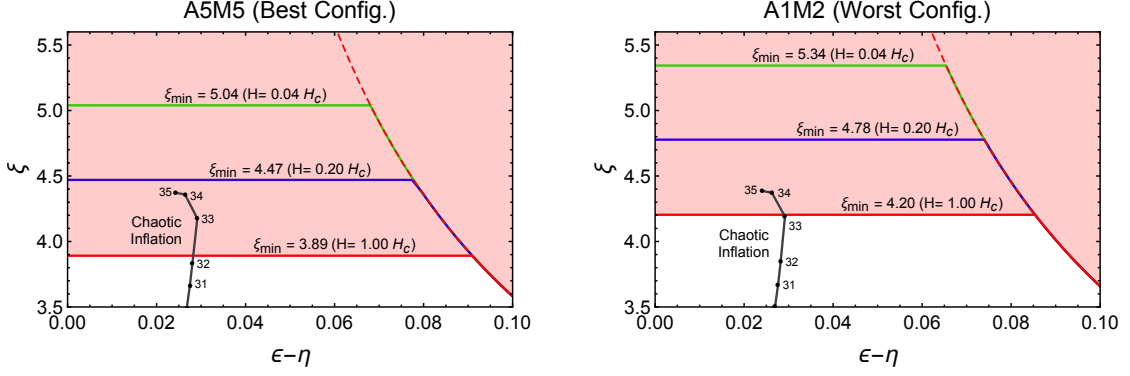 A5M5 (Best Config.)
ξ
5.5
5.0
4.5
4.0
3.5
ξmin = 5.04 (H= 0.04 Hc)
ξmin = 4.47 (H= 0.20 Hc)
35
34
33
Chaotic
Inflation
ξmin = 3.89 (H= 1.00 Hc)
32
31
0.00 0.02 0.04 0.06 0.08 0.10
ϵ−η
A1M2 (Worst Config.)
ξ
5.5
5.0
4.5
4.0
3.5
ξmin = 5.34 (H= 0.04 Hc)
ξmin = 4.78 (H= 0.20 Hc)
35
34
ξmin = 4.20 (H= 1.00 Hc)
33
Chaotic
Inflation
32
31
0.00 0.02 0.04 0.06 0.08 0.10
ϵ−η